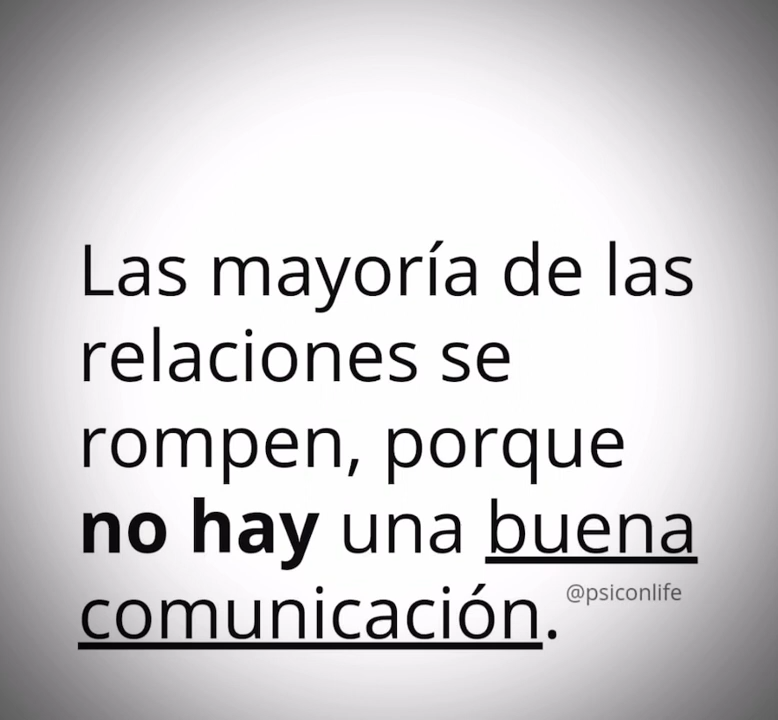 Las mayoría de las
relaciones se
rompen, porque
no hay una buena
comunicación.
@psiconlife